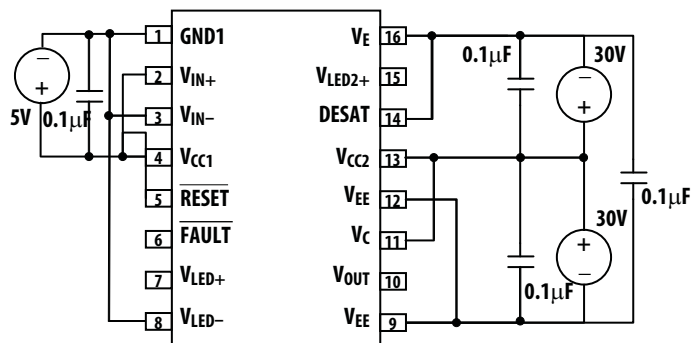 1 GND1
2 VIN+
3 VIN-
4 VCC1
5 RESET
6 FAULT
7 VLED+
8 VLED-
VE 16
VLED2+ 15
DESAT 14
VCC2 13
VEE 12
VC 11
VOUT 10
VEE 9
5V
0.1μF
0.1μF
30V
0.1μF
30V
0.1μF